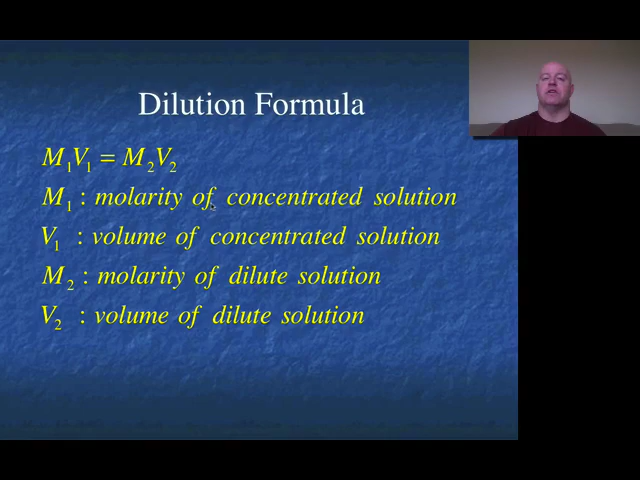 Dilution Formula
M₁V₁ = M₂V₂
M₁ : molarity of concentrated solution
V₁ : volume of concentrated solution
M₂ : molarity of dilute solution
V₂ : volume of dilute solution